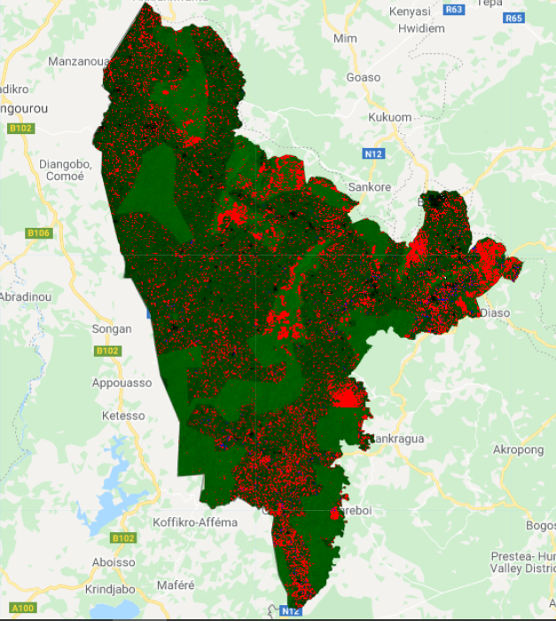 Kenyasi
R63
Tepa
R65
Hwidiem
Mim
Manzanoua
Goaso
adikro
ngourou
Kukuom
B102
N12
Diangobo,
Comoé
Sankore
B106
Abradinou
Diaso
Songan
B102
Appouasso
Ketesso
ankragua
Akropong
reboi
Koffikro-Afféma
Bogos
B102
Aboisso
Prestea- Hun
Valley Distric
Krindjabo
Maféré
A100
N12